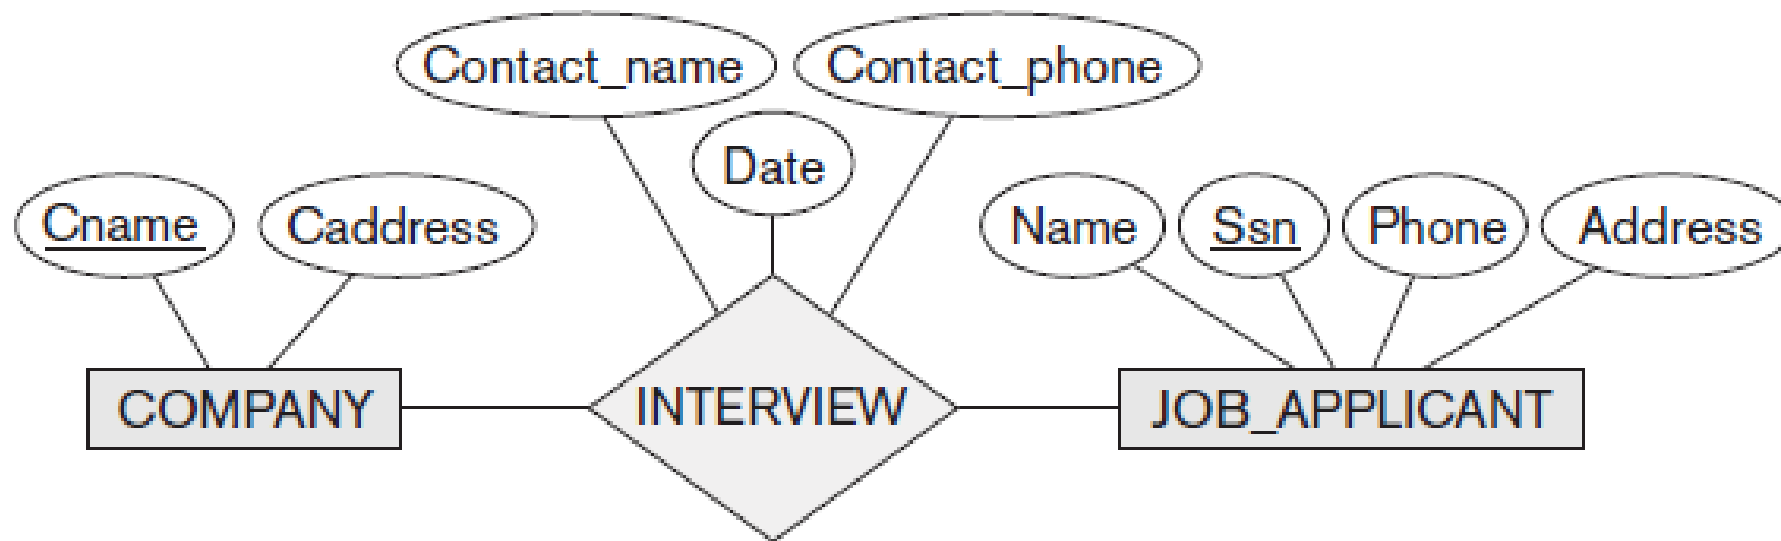 Contact_name
Contact_phone
Date
Cname
Caddress
Name
Ssn
Phone
Address
COMPANY
INTERVIEW
JOB_APPLICANT